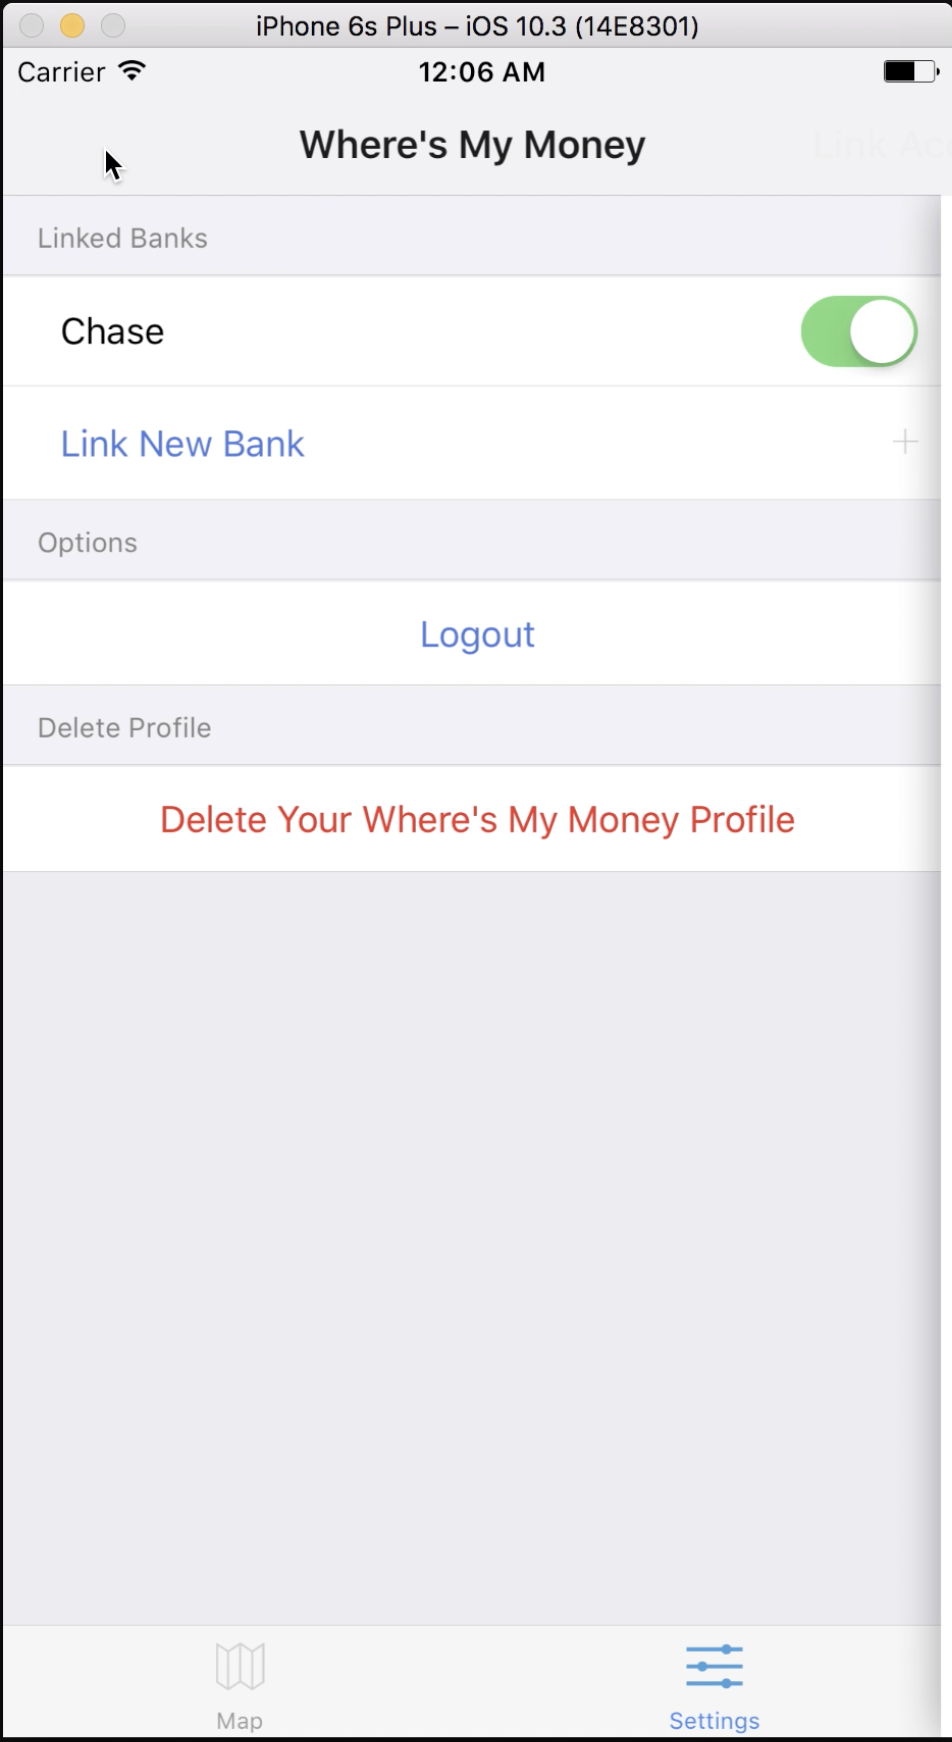 iPhone 6s Plus – iOS 10.3 (14E8301)
Carrier 12:06 AM
Where's My Money Link
Linked Banks
Chase
Link New Bank
Options
Logout
Delete Profile
Delete Your Where's My Money Profile
Map Settings